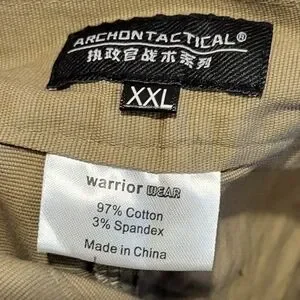 ARCHONTACTICAL®
执政官战术系列
XXL
warrior WEAR
97% Cotton
3% Spandex
Made in China